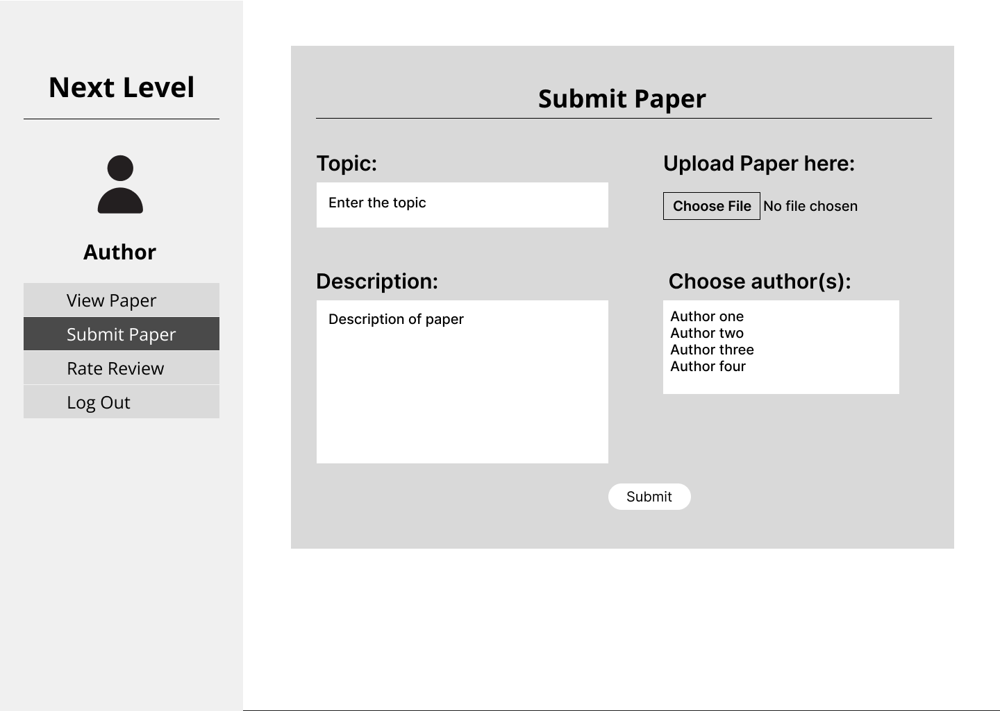 Next Level
Author
View Paper
Submit Paper
Rate Review
Log Out
Submit Paper
Topic:
Enter the topic
Upload Paper here:
Choose File No file chosen
Description:
Description of paper
Choose author(s):
Author one
Author two
Author three
Author four
Submit